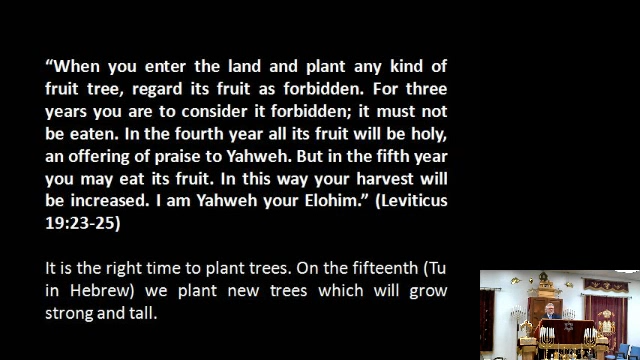 “When you enter the land and plant any kind of
fruit tree, regard its fruit as forbidden. For three
years you are to consider it forbidden; it must not
be eaten. In the fourth year all its fruit will be holy,
an offering of praise to Yahweh. But in the fifth year
you may eat its fruit. In this way your harvest will
be increased. I am Yahweh your Elohim.” (Leviticus
19:23-25)
It is the right time to plant trees. On the fifteenth (Tu
in Hebrew) we plant new trees which will grow
strong and tall.